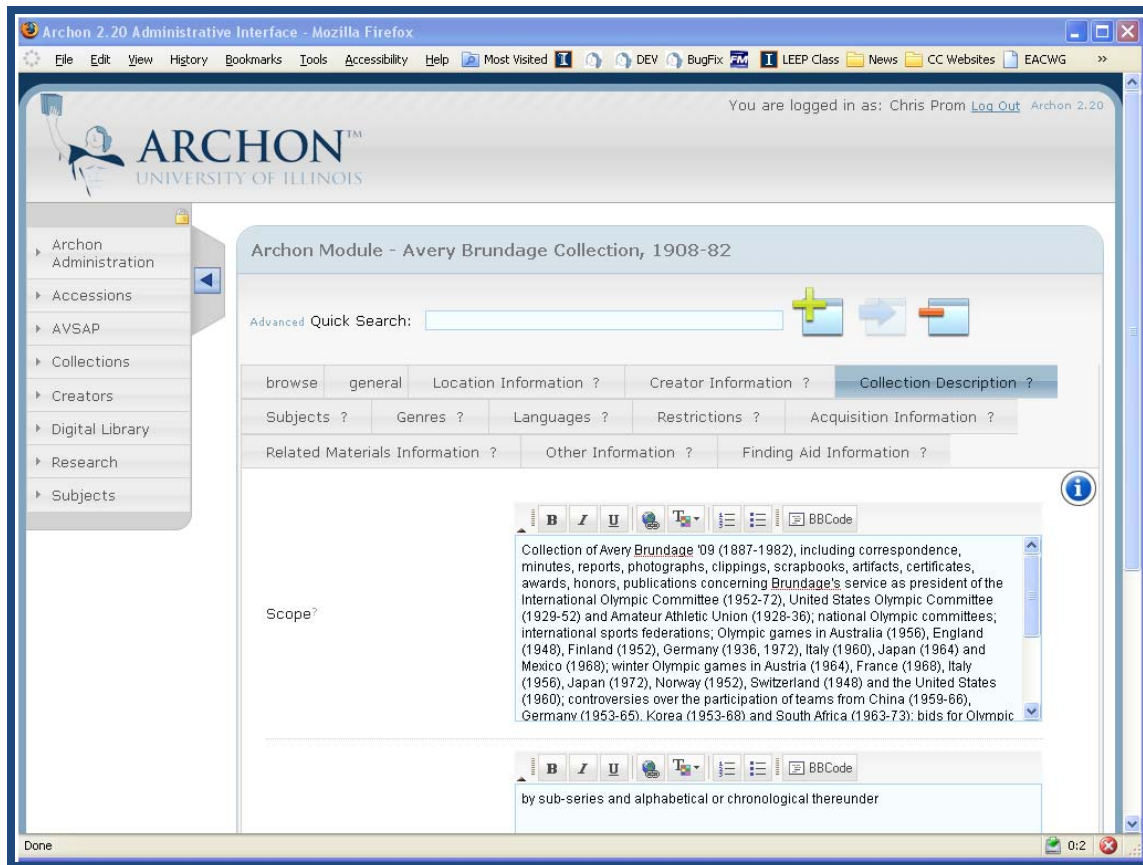 Archon 2.20 Administrative Interface - Mozilla Firefox
File Edit View History Bookmarks Tools Accessibility Help Most Visited DEV BugFix LEEP Class News CC Websites EACWG »
You are logged in as: Chris Prom Log Out Archon 2.20
ARCHON™
UNIVERSITY OF ILLINOIS
Archon
Administration
Accessions
AVSAP
Collections
Creators
Digital Library
Research
Subjects
Archon Module - Avery Brundage Collection, 1908-82
Advanced Quick Search:
browse general Location Information ? Creator Information ? Collection Description ?
Subjects ? Genres ? Languages ? Restrictions ? Acquisition Information ?
Related Materials Information ? Other Information ? Finding Aid Information ?
B I U BBCode
Scope?
Collection of Avery Brundage '09 (1887-1982), including correspondence,
minutes, reports, photographs, clippings, scrapbooks, artifacts, certificates,
awards, honors, publications concerning Brundage's service as president of the
International Olympic Committee (1952-72), United States Olympic Committee
(1929-52) and Amateur Athletic Union (1928-36); national Olympic committees;
international sports federations; Olympic games in Australia (1956), England
(1948), Finland (1952), Germany (1936, 1972), Italy (1960), Japan (1964) and
Mexico (1968); winter Olympic games in Austria (1964), France (1968), Italy
(1956), Japan (1972), Norway (1952), Switzerland (1948) and the United States
(1960); controversies over the participation of teams from China (1959-66),
Germany (1953-65), Korea (1953-68) and South Africa (1963-73); bids for Olympic
B I U BBCode
by sub-series and alphabetical or chronological thereunder
Done 0:2